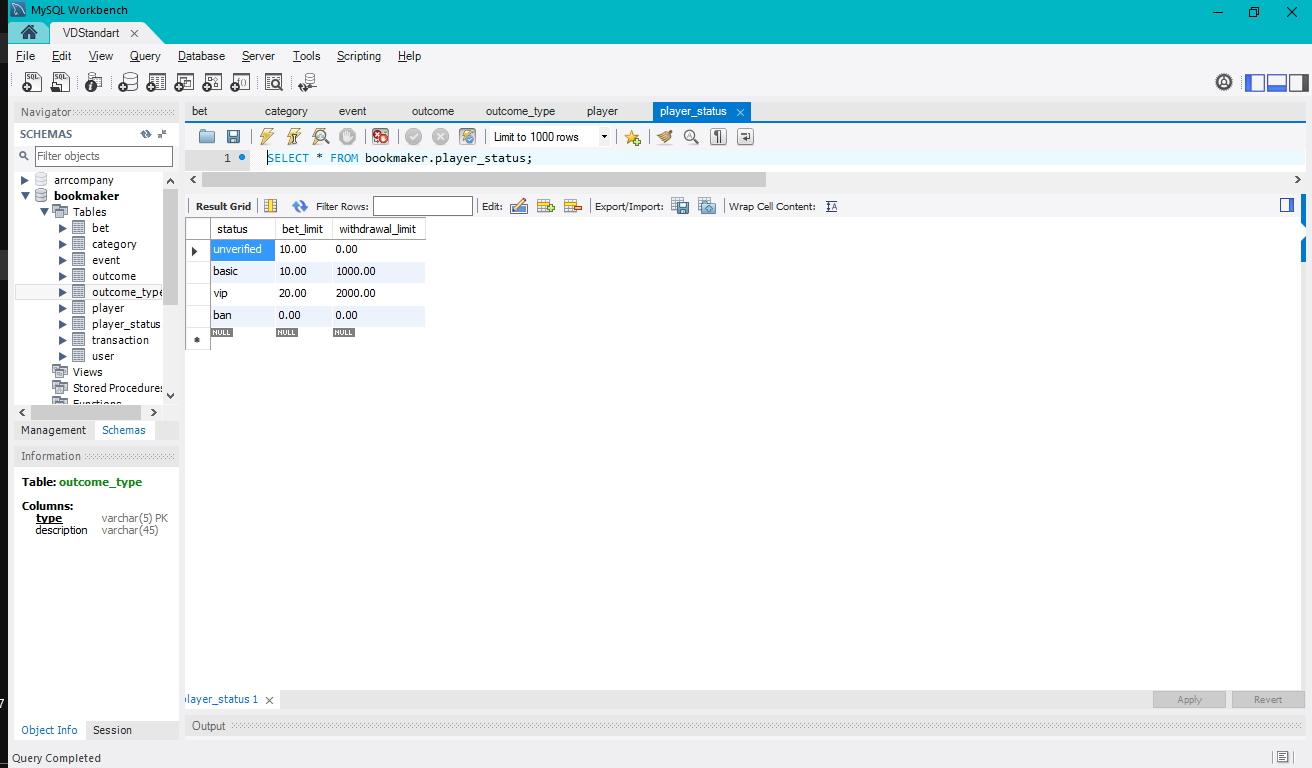 MySQL Workbench
VDStandart
File Edit View Query Database Server Tools Scripting Help
Navigator
SCHEMAS
Filter objects
arrcompany
bookmaker
Tables
bet
category
event
outcome
outcome_type
player
player_status
transaction
user
Views
Stored Procedures
Functions
Management Schemas
Information
Table: outcome_type
Columns:
type varchar(5) PK
description varchar(45)
Object Info Session
bet category event outcome outcome_type player player_status
Limit to 1000 rows
1 SELECT * FROM bookmaker.player_status;
Result Grid Filter Rows: Edit: Export/Import: Wrap Cell Content: IA
status bet_limit withdrawal_limit
unverified 10.00 0.00
basic 10.00 1000.00
vip 20.00 2000.00
ban 0.00 0.00
NULL NULL NULL
player_status 1 Apply Revert
Output
Query Completed
7